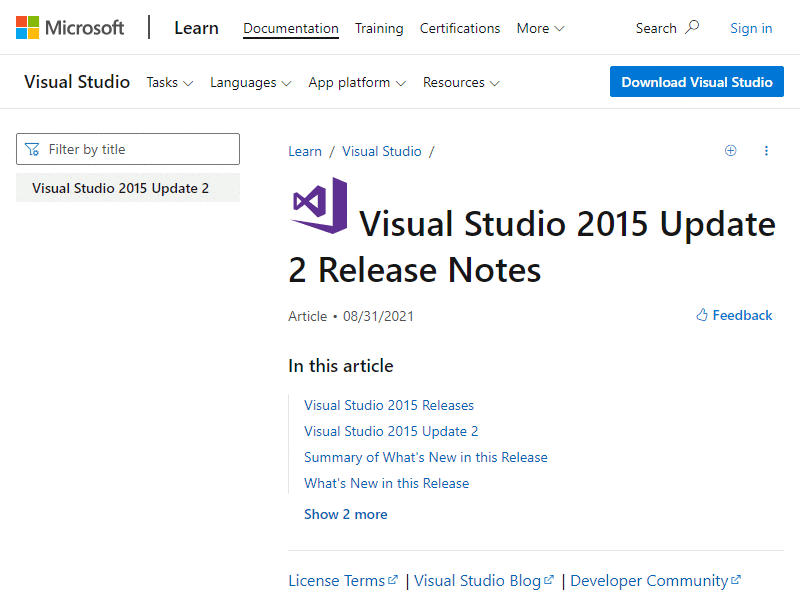 Microsoft Learn Documentation Training Certifications More Search Sign in
Visual Studio Tasks Languages App platform Resources Download Visual Studio
Filter by title
Visual Studio 2015 Update 2
Learn / Visual Studio /
Visual Studio 2015 Update
2 Release Notes
Article • 08/31/2021 Feedback
In this article
Visual Studio 2015 Releases
Visual Studio 2015 Update 2
Summary of What's New in this Release
What's New in this Release
Show 2 more
License Terms | Visual Studio Blog | Developer Community